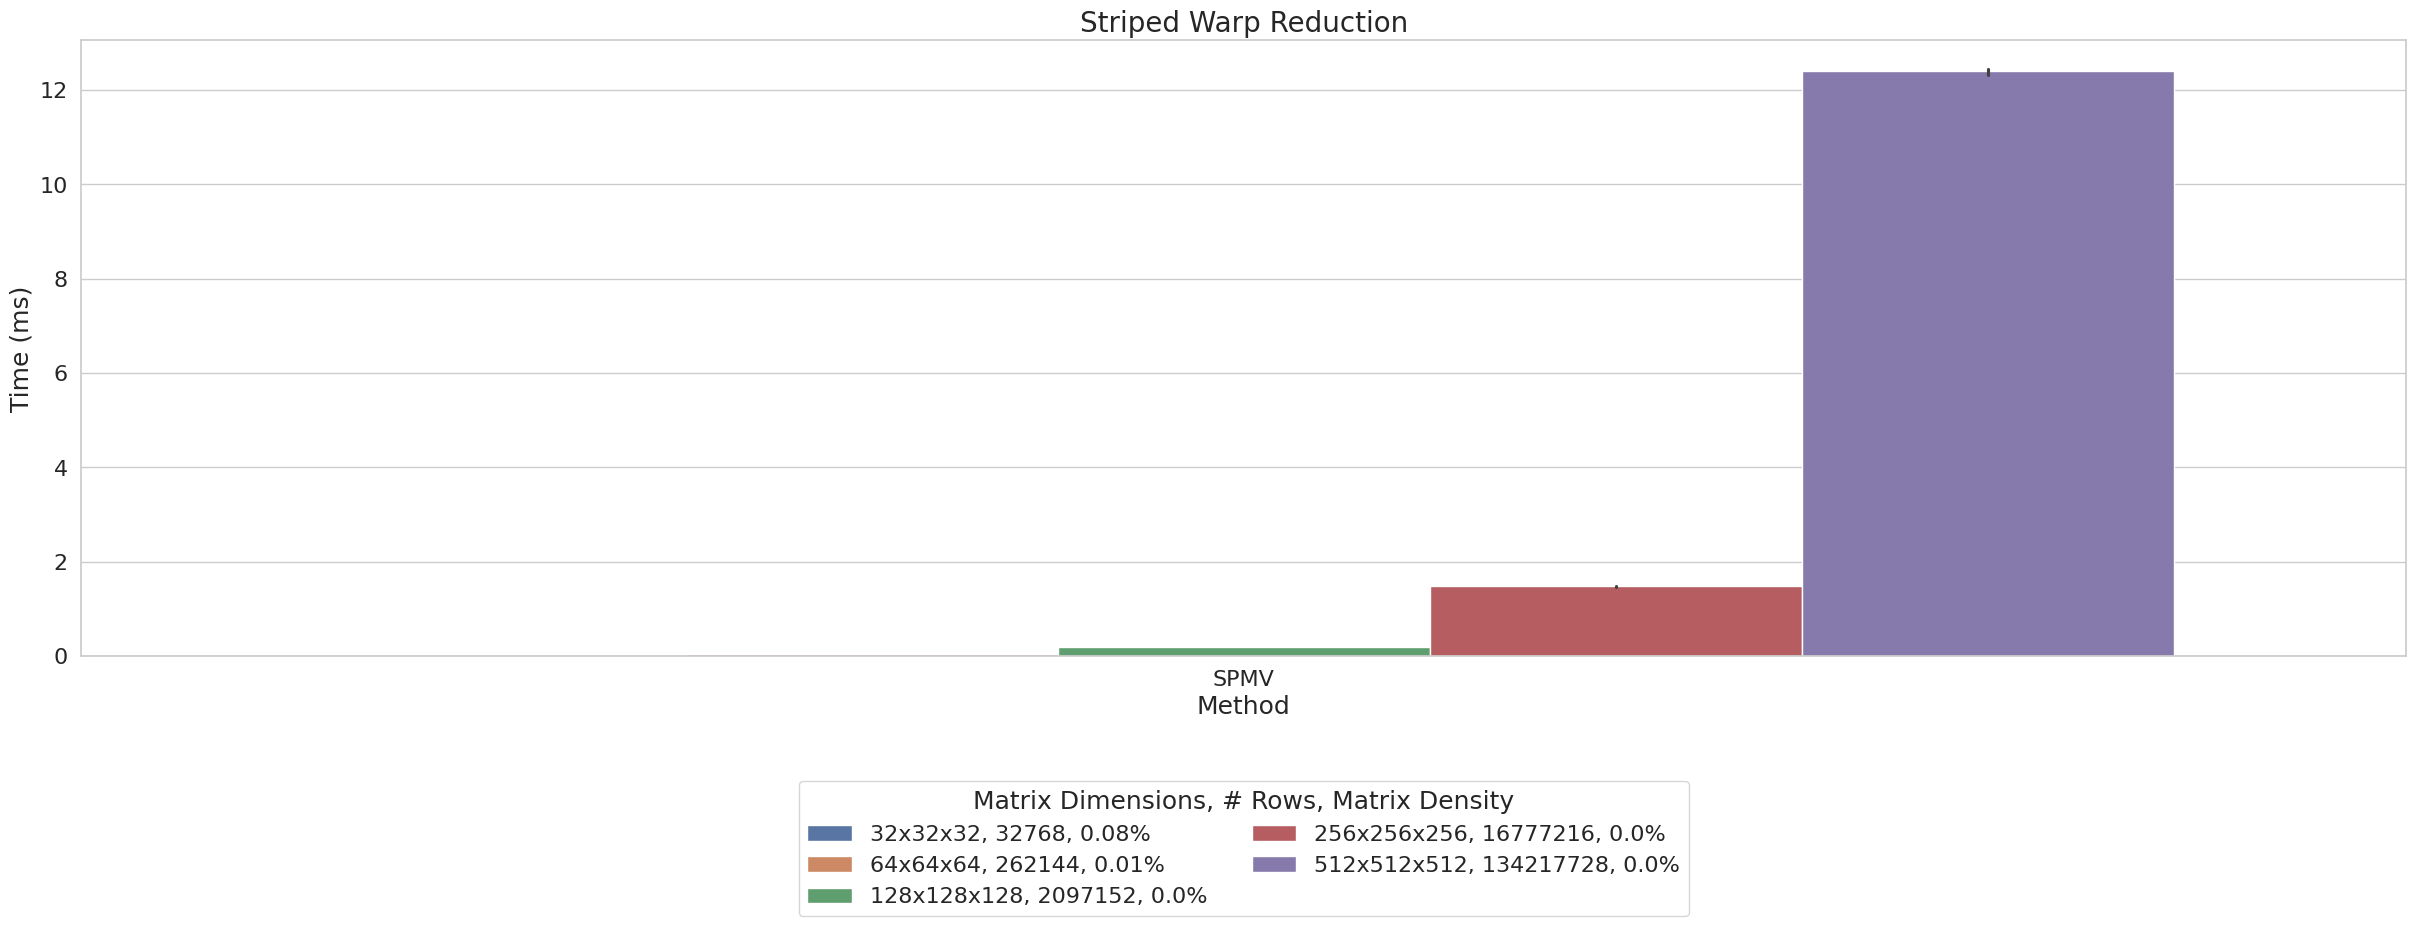 Striped Warp Reduction
Time (ms)
12
10
8
6
4
2
0
SPMV
Method
Matrix Dimensions, # Rows, Matrix Density
32x32x32, 32768, 0.08%
64x64x64, 262144, 0.01%
128x128x128, 2097152, 0.0%
256x256x256, 16777216, 0.0%
512x512x512, 134217728, 0.0%